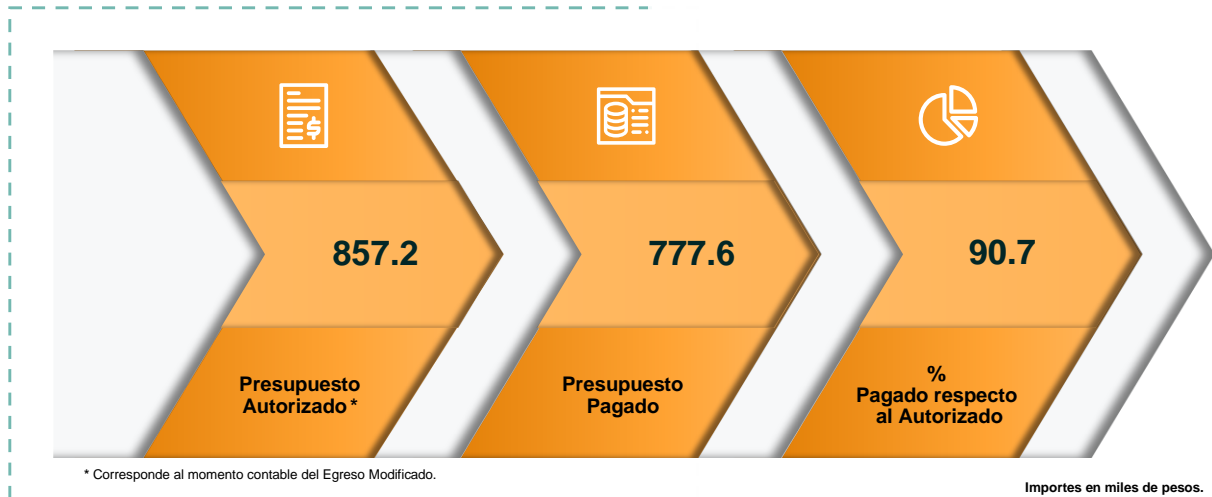 857.2
777.6
90.7
Presupuesto
Autorizado *
Presupuesto
Pagado
%
Pagado respecto
al Autorizado
* Corresponde al momento contable del Egreso Modificado.
Importes en miles de pesos.